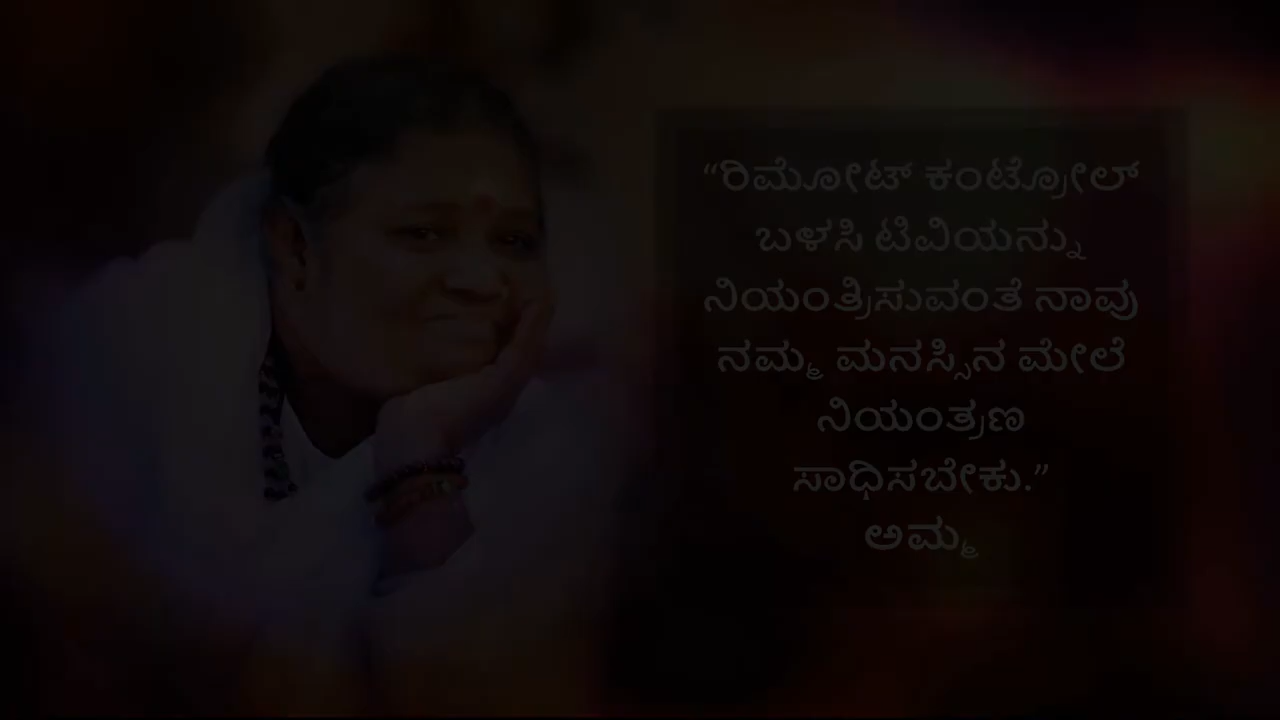 “ರಿಮೋಟ್ ಕಂಟ್ರೋಲ್
ಬಳಸಿ ಟಿವಿಯನ್ನು
ನಿಯಂತ್ರಿಸುವಂತೆ ನಾವು
ನಮ್ಮ ಮನಸ್ಸಿನ ಮೇಲೆ
ನಿಯಂತ್ರಣ
ಸಾಧಿಸಬೇಕು.”
ಅಮ್ಮ